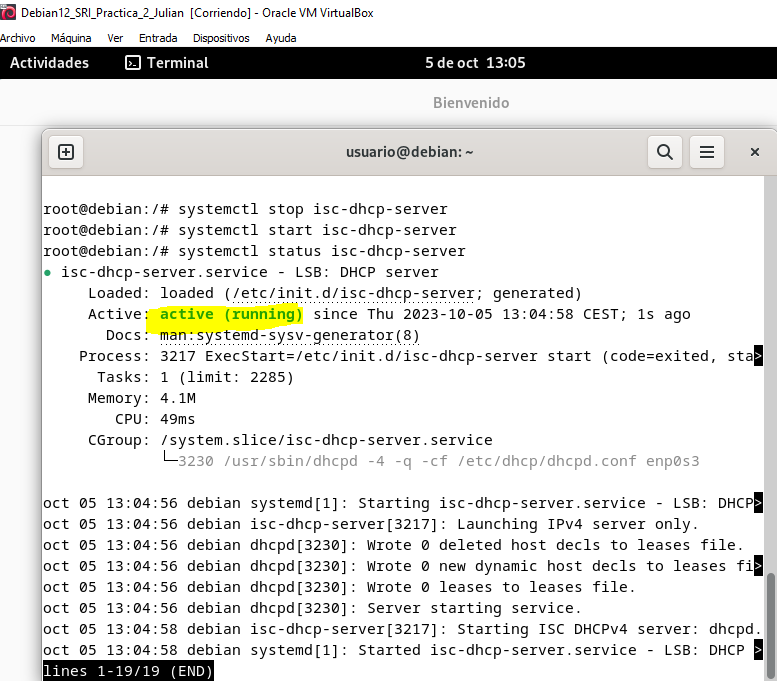 Debian12_SRI_Practica_2_Julian [Corriendo] - Oracle VM VirtualBox
Archivo Máquina Ver Entrada Dispositivos Ayuda
Actividades Terminal 5 de oct 13:05
Bienvenido
usuario@debian: ~
root@debian:/# systemctl stop isc-dhcp-server
root@debian:/# systemctl start isc-dhcp-server
root@debian:/# systemctl status isc-dhcp-server
● isc-dhcp-server.service - LSB: DHCP server
Loaded: loaded (/etc/init.d/isc-dhcp-server; generated)
Active: active (running) since Thu 2023-10-05 13:04:58 CEST; 1s ago
Docs: man:systemd-sysv-generator(8)
Process: 3217 ExecStart=/etc/init.d/isc-dhcp-server start (code=exited, sta>
Tasks: 1 (limit: 2285)
Memory: 4.1M
CPU: 49ms
CGroup: /system.slice/isc-dhcp-server.service
└─3230 /usr/sbin/dhcpd -4 -q -cf /etc/dhcp/dhcpd.conf enp0s3
oct 05 13:04:56 debian systemd[1]: Starting isc-dhcp-server.service - LSB: DHCP>
oct 05 13:04:56 debian isc-dhcp-server[3217]: Launching IPv4 server only.
oct 05 13:04:56 debian dhcpd[3230]: Wrote 0 deleted host decls to leases file.
oct 05 13:04:56 debian dhcpd[3230]: Wrote 0 new dynamic host decls to leases fi>
oct 05 13:04:56 debian dhcpd[3230]: Wrote 0 leases to leases file.
oct 05 13:04:56 debian dhcpd[3230]: Server starting service.
oct 05 13:04:58 debian isc-dhcp-server[3217]: Starting ISC DHCPv4 server: dhcpd.
oct 05 13:04:58 debian systemd[1]: Started isc-dhcp-server.service - LSB: DHCP >
lines 1-19/19 (END)